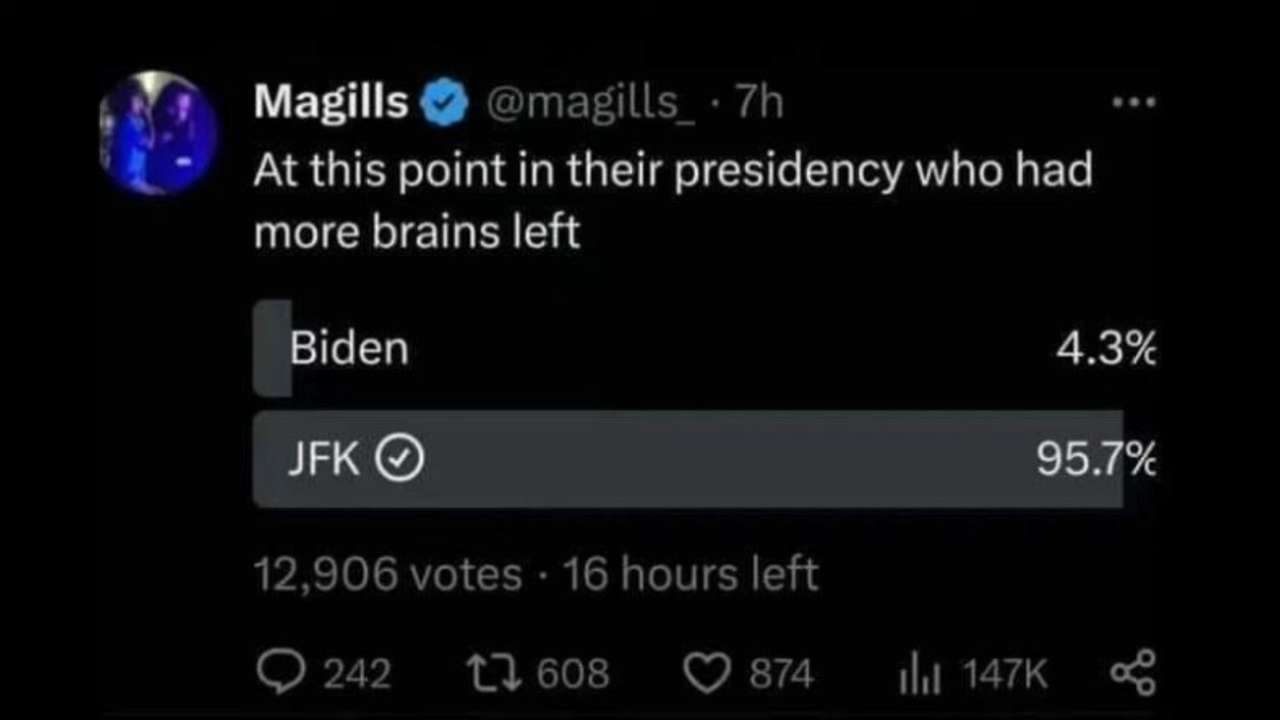 Magills @magills_ · 7h
At this point in their presidency who had
more brains left
Biden 4.3%
JFK 95.7%
12,906 votes · 16 hours left
242 608 874 147K